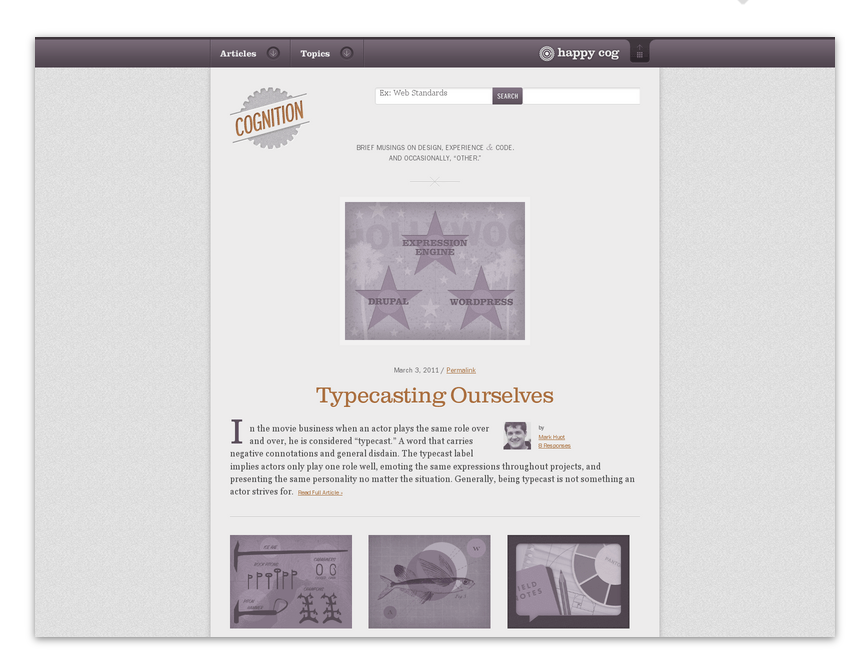 Articles
Topics
happy cog
COGNITION
Ex: Web Standards
SEARCH
BRIEF MUSINGS ON DESIGN, EXPERIENCE & CODE.
AND OCCASIONALLY, “OTHER.”
HOLLYWOO
EXPRESSION
ENGINE
DRUPAL
WORDPRESS
March 3, 2011 / Permalink
Typecasting Ourselves
In the movie business when an actor plays the same role over
and over, he is considered “typecast.” A word that carries
negative connotations and general disdain. The typecast label
implies actors only play one role well, emoting the same expressions throughout projects, and
presenting the same personality no matter the situation. Generally, being typecast is not something an
actor strives for. Read Full Article ›
by
Mark Huot
8 Responses
W
IELD
OTES